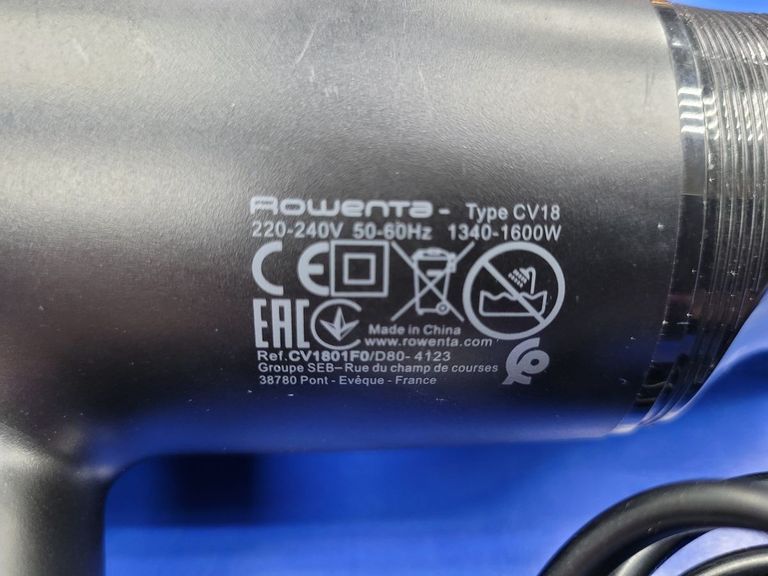 Rowenta - Type CV18
220-240V 50-60Hz 1340-1600W
CE
EAC
Made in China
www.rowenta.com
Ref.CV1801F0/D80- 4123
Groupe SEB-Rue du champ de courses
38780 Pont - Evêque - France